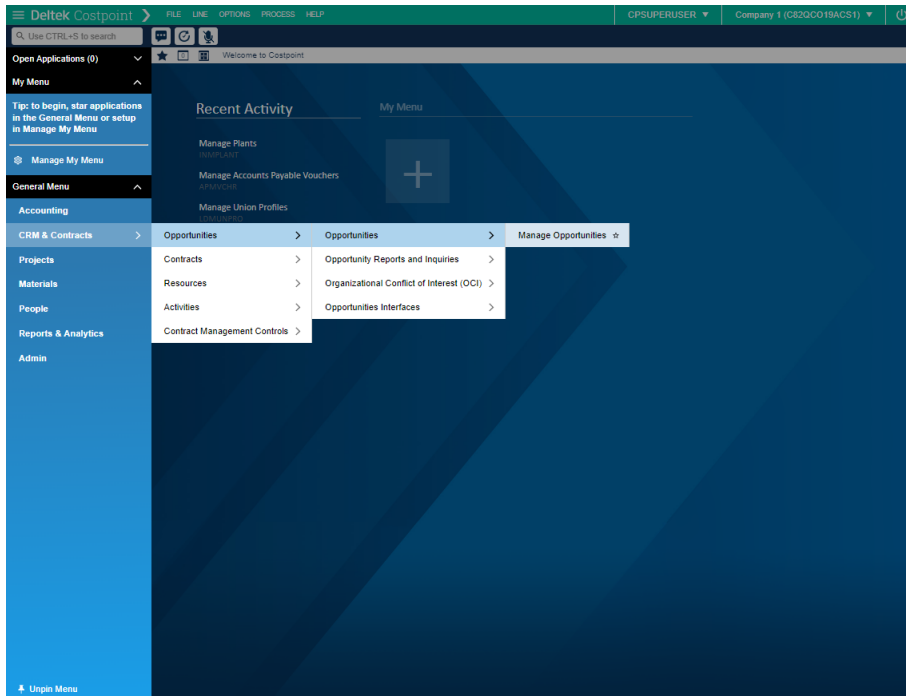 Deltek Costpoint
FILE LINE OPTIONS PROCESS HELP
CPSUPERUSER
Company 1 (C82QCO19ACS1)
Use CTRL+S to search
Open Applications (0)
0
Welcome to Costpoint
My Menu
Tip: to begin, star applications
in the General Menu or setup
in Manage My Menu
Manage My Menu
General Menu
Accounting
CRM & Contracts
Projects
Materials
People
Reports & Analytics
Admin
Unpin Menu
Recent Activity
My Menu
Manage Plants
INMPLANT
Manage Accounts Payable Vouchers
APMVCHR
Manage Union Profiles
LDMUNPRO
Opportunities
Contracts
Resources
Activities
Contract Management Controls
Opportunities
Opportunity Reports and Inquiries
Organizational Conflict of Interest (OCI)
Opportunities Interfaces
Manage Opportunities